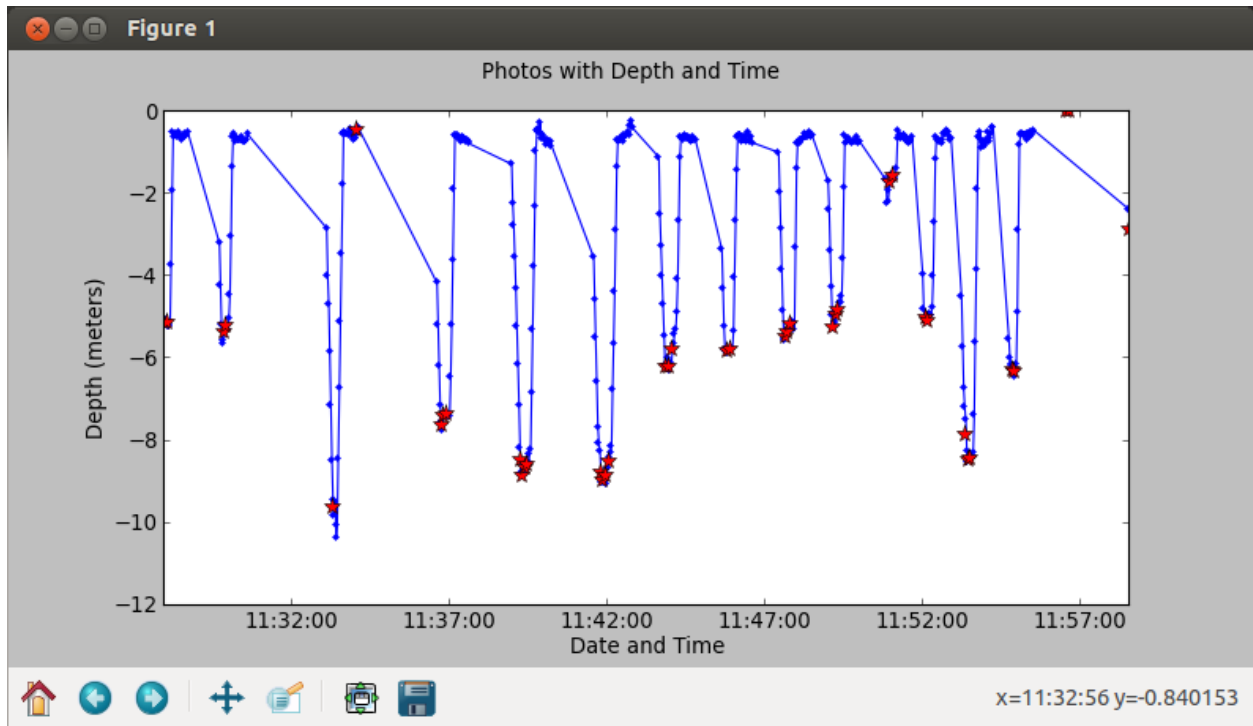 Figure 1
Photos with Depth and Time
0
−2
−4
−6
−8
−10
−12
Depth (meters)
11:32:00 11:37:00 11:42:00 11:47:00 11:52:00 11:57:00
Date and Time
x=11:32:56 y=-0.840153